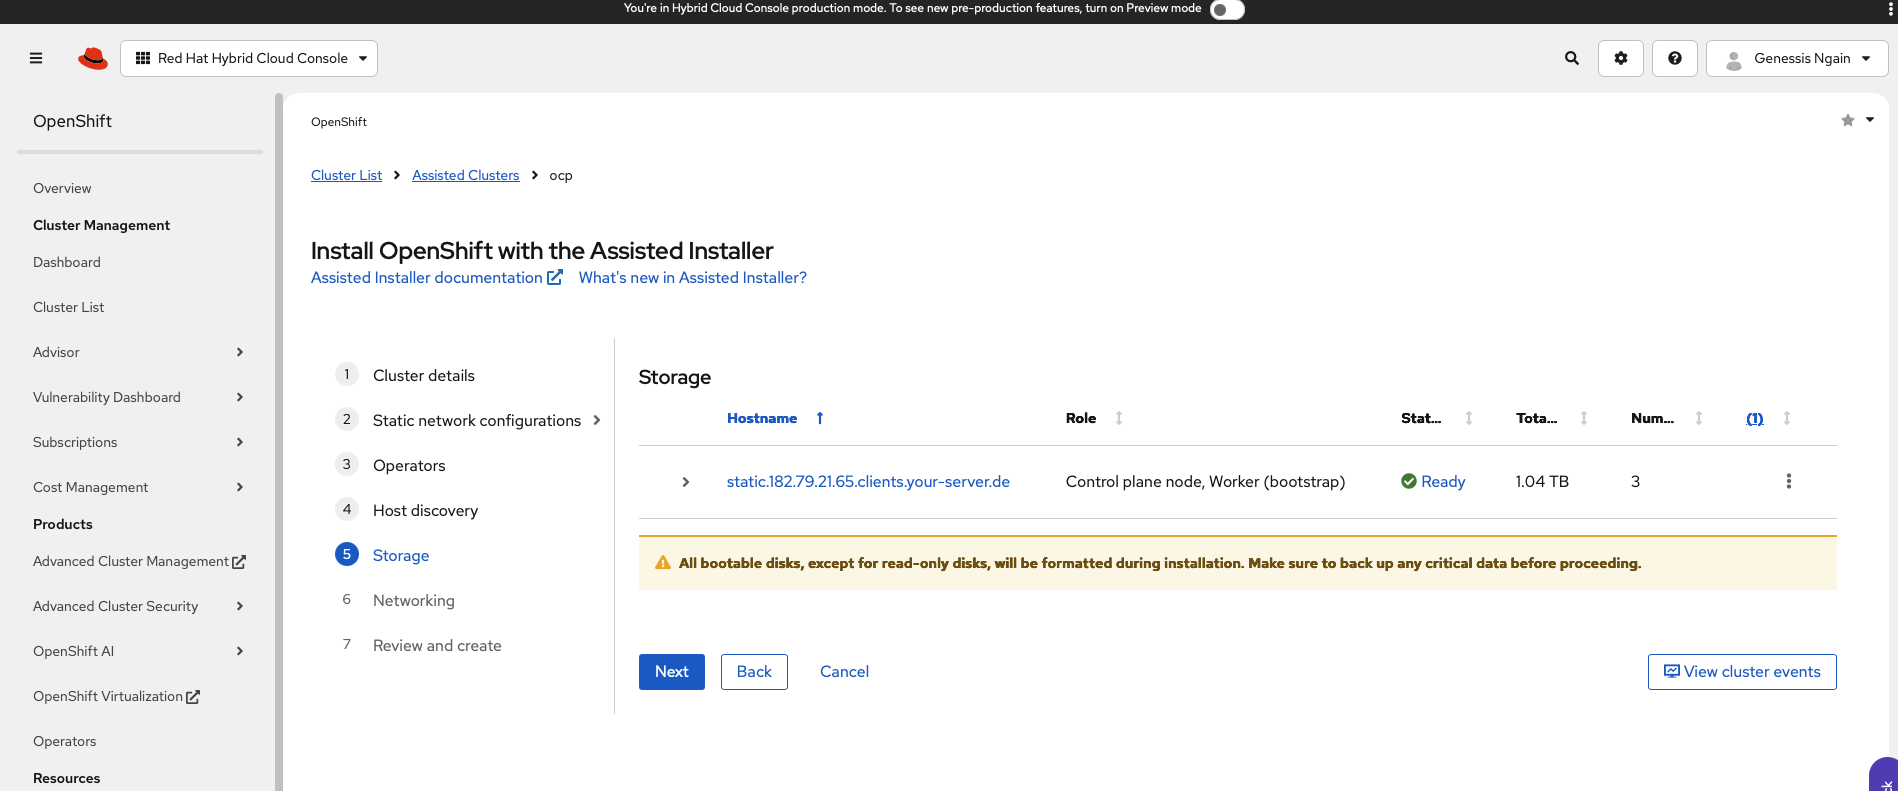 You're in Hybrid Cloud Console production mode. To see new pre-production features, turn on Preview mode
Red Hat Hybrid Cloud Console
Genessis Ngain
OpenShift
Overview
Cluster Management
Dashboard
Cluster List
Advisor
Vulnerability Dashboard
Subscriptions
Cost Management
Products
Advanced Cluster Management
Advanced Cluster Security
OpenShift AI
OpenShift Virtualization
Operators
Resources
OpenShift
Cluster List > Assisted Clusters > ocp
Install OpenShift with the Assisted Installer
Assisted Installer documentation What's new in Assisted Installer?
1 Cluster details
2 Static network configurations
3 Operators
4 Host discovery
5 Storage
6 Networking
7 Review and create
Storage
Hostname Role Stat... Tota... Num... (1)
static.182.79.21.65.clients.your-server.de Control plane node, Worker (bootstrap) Ready 1.04 TB 3
All bootable disks, except for read-only disks, will be formatted during installation. Make sure to back up any critical data before proceeding.
Next Back Cancel View cluster events